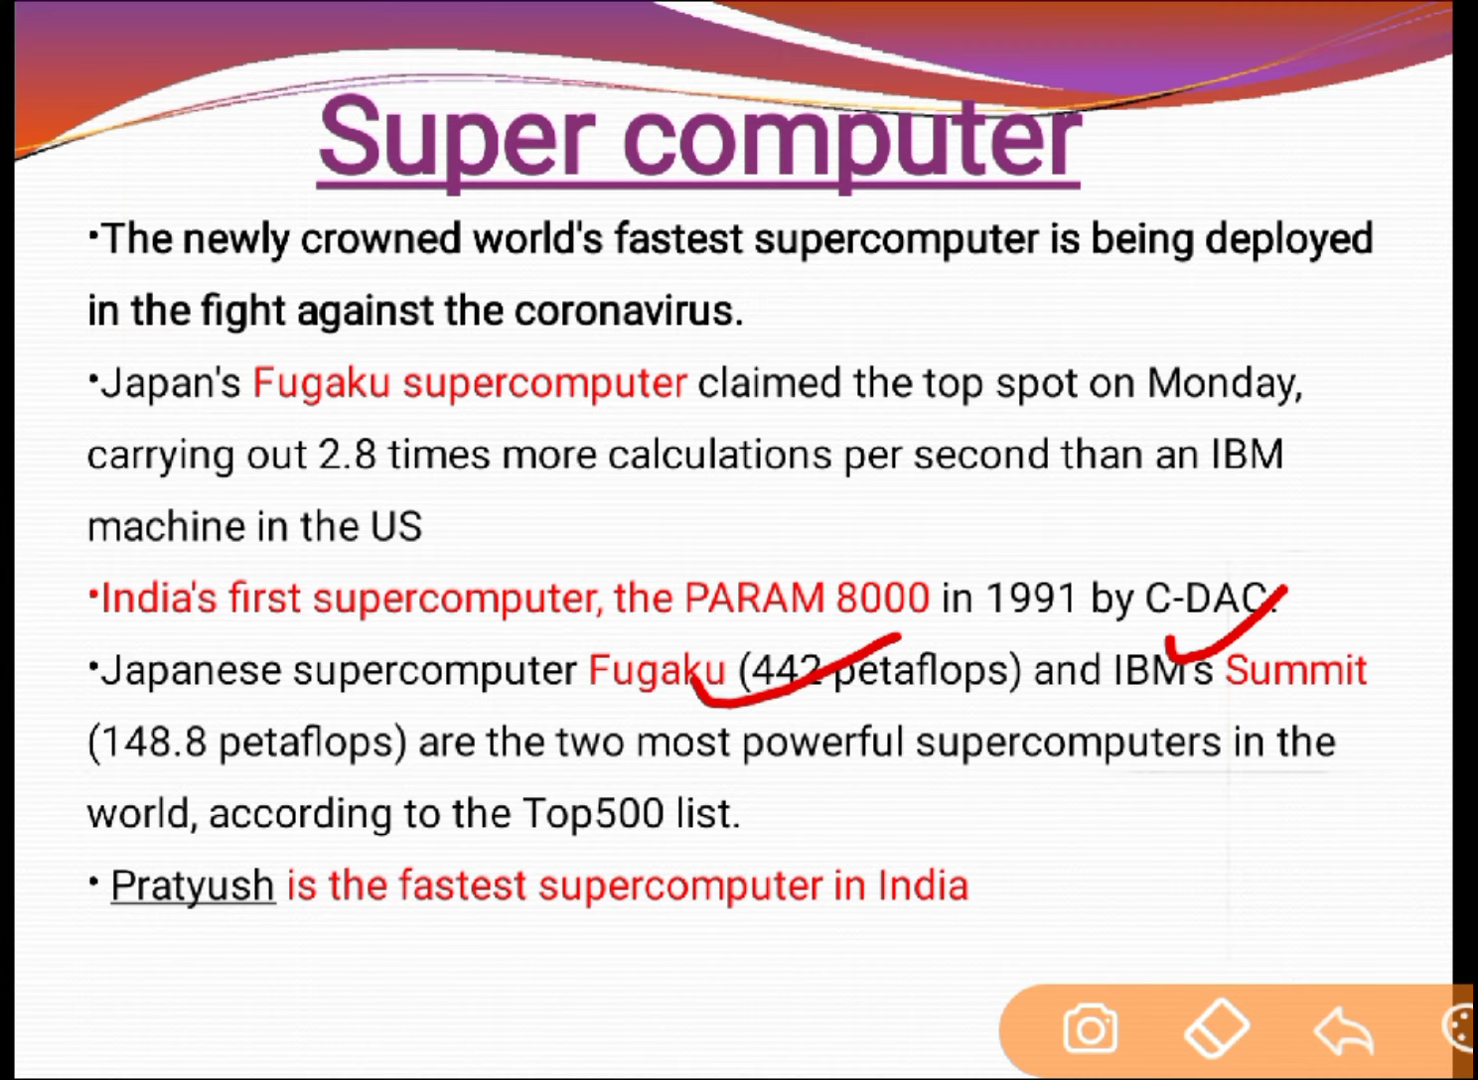 Super computer
•The newly crowned world's fastest supercomputer is being deployed
in the fight against the coronavirus.
•Japan's Fugaku supercomputer claimed the top spot on Monday,
carrying out 2.8 times more calculations per second than an IBM
machine in the US
•India's first supercomputer, the PARAM 8000 in 1991 by C-DAC.
•Japanese supercomputer Fugaku (442 petaflops) and IBM's Summit
(148.8 petaflops) are the two most powerful supercomputers in the
world, according to the Top500 list.
• Pratyush is the fastest supercomputer in India